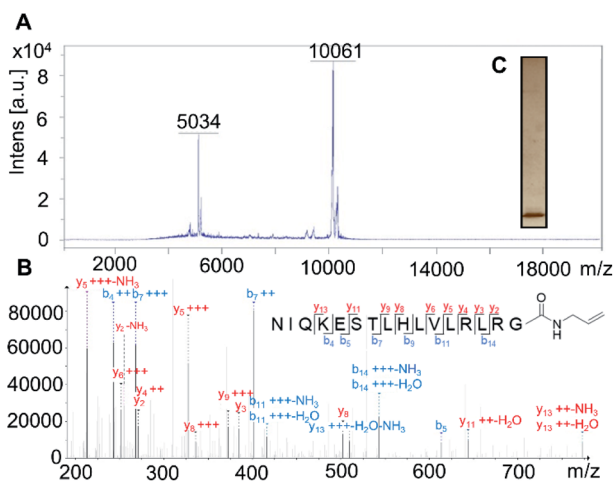 A
x10⁴
Intens [a.u.]
8
6
4
2
0
5034
10061
C
2000
6000
10000
14000
18000
m/z
B
y₅ +++-NH₃
b₄ ++
b₇ +++
y₂ -NH₃
y₆ +++
y₄ ++
y₂
y₅ +++
y₈ +++
y₉ +++
y₃
b₇ ++
b₁₁ +++-NH₃
b₁₁ +++-H₂O
y₁₃ +++-H₂O-NH₃
y₈
b₁₄ +++-NH₃
b₁₄ +++-H₂O
b₅
y₁₁ ++-H₂O
y₁₃ ++-NH₃
y₁₃ ++-H₂O
y₁₃ y₁₁ y₉ y₈ y₆ y₅ y₄ y₃ y₂
N I Q K E S T L H L V L R L R G
b₄ b₅ b₇ b₉ b₁₁ b₁₄
O
N
H
80000
60000
40000
20000
0
200
300
400
500
600
700
m/z